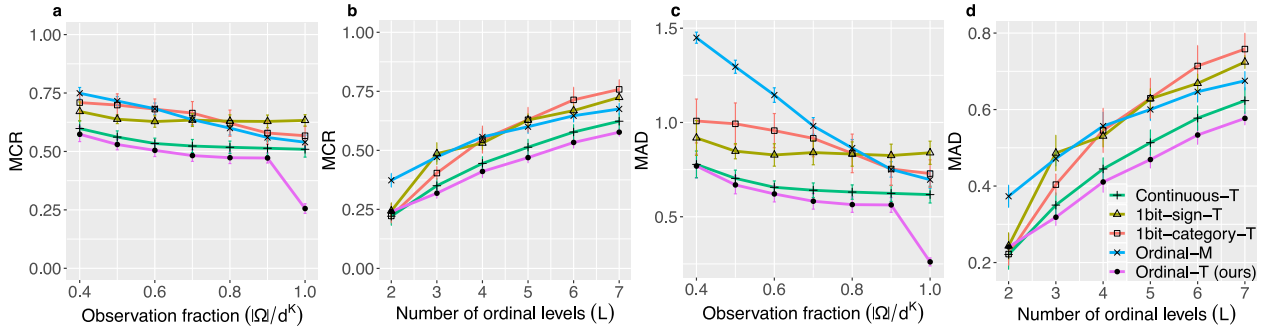 a
MCR
1.00
0.75
0.50
0.25
0.00
0.4
0.6
0.8
1.0
Observation fraction (|Ω|/d^K)
b
MCR
1.00
0.75
0.50
0.25
0.00
2
3
4
5
6
7
Number of ordinal levels (L)
c
MAD
1.5
1.0
0.5
0.4
0.6
0.8
1.0
Observation fraction (|Ω|/d^K)
d
MAD
0.8
0.6
0.4
0.2
2
3
4
5
6
7
Number of ordinal levels (L)
Continuous−T
1bit−sign−T
1bit−category−T
Ordinal−M
Ordinal−T (ours)